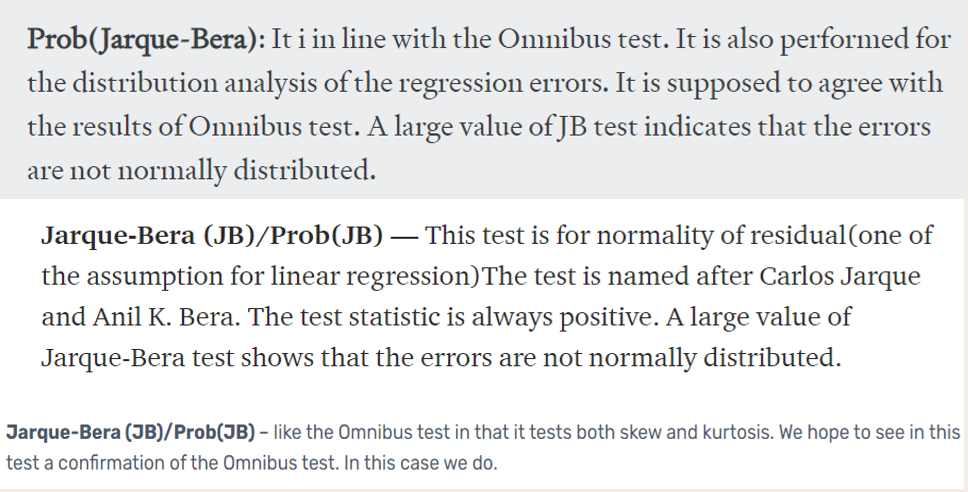 Prob(Jarque-Bera): It i in line with the Omnibus test. It is also performed for
the distribution analysis of the regression errors. It is supposed to agree with
the results of Omnibus test. A large value of JB test indicates that the errors
are not normally distributed.
Jarque-Bera (JB)/Prob(JB) — This test is for normality of residual(one of
the assumption for linear regression)The test is named after Carlos Jarque
and Anil K. Bera. The test statistic is always positive. A large value of
Jarque-Bera test shows that the errors are not normally distributed.
Jarque-Bera (JB)/Prob(JB) – like the Omnibus test in that it tests both skew and kurtosis. We hope to see in this
test a confirmation of the Omnibus test. In this case we do.